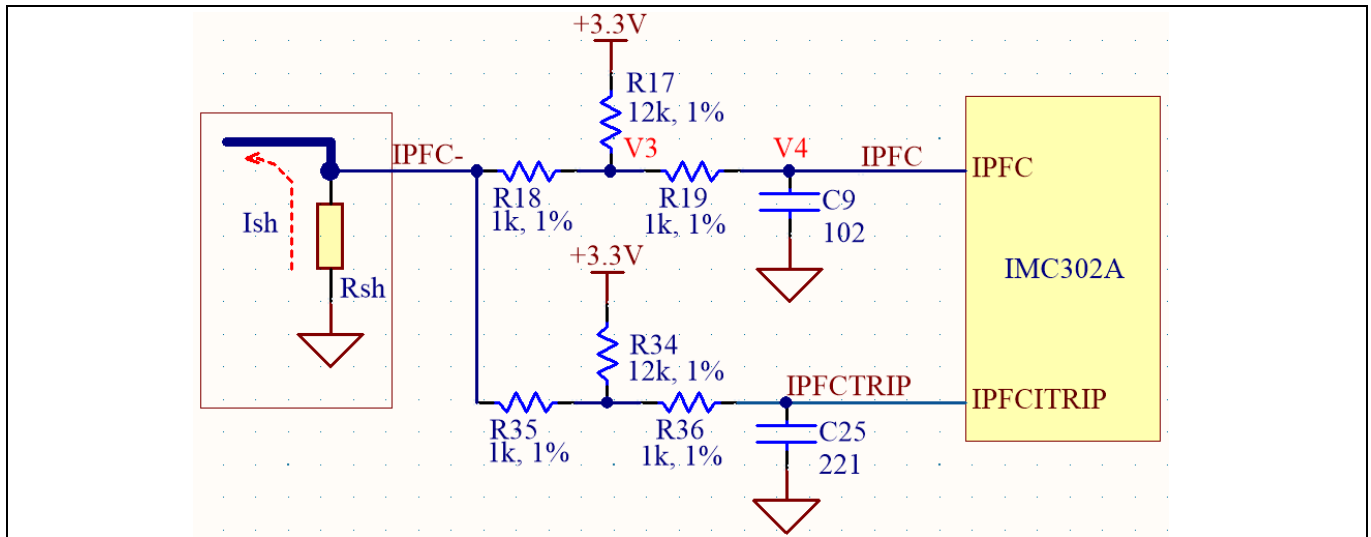 +3.3V
R17
12k, 1%
IPFC-
V3
V4
IPFC
IPFC
R18
1k, 1%
R19
1k, 1%
C9
102
Ish
Rsh
+3.3V
IMC302A
R34
12k, 1%
IPFCTRIP
IPFCITRIP
R35
1k, 1%
R36
1k, 1%
C25
221